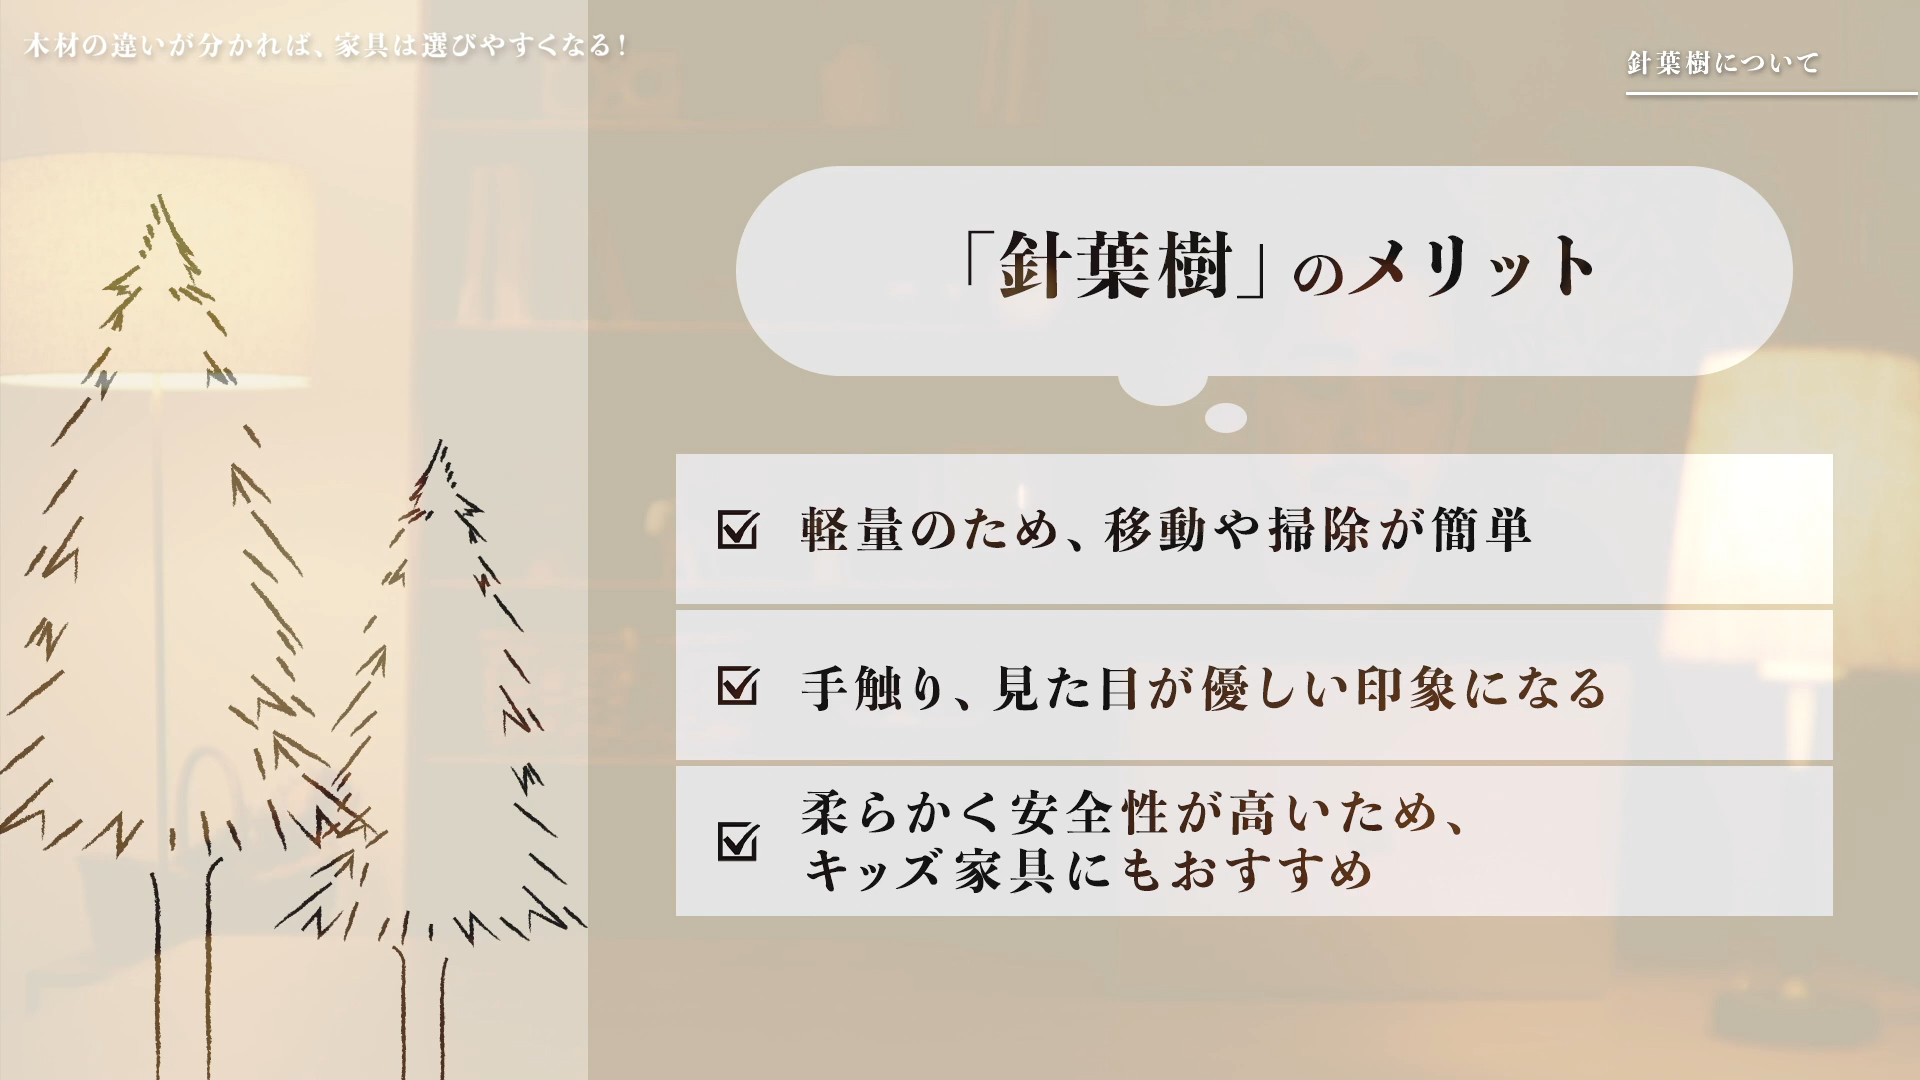 木材の違いが分かれば、家具は選びやすくなる！
針葉樹について
「針葉樹」のメリット
軽量のため、移動や掃除が簡単
手触り、見た目が優しい印象になる
柔らかく安全性が高いため、
キッズ家具にもおすすめ